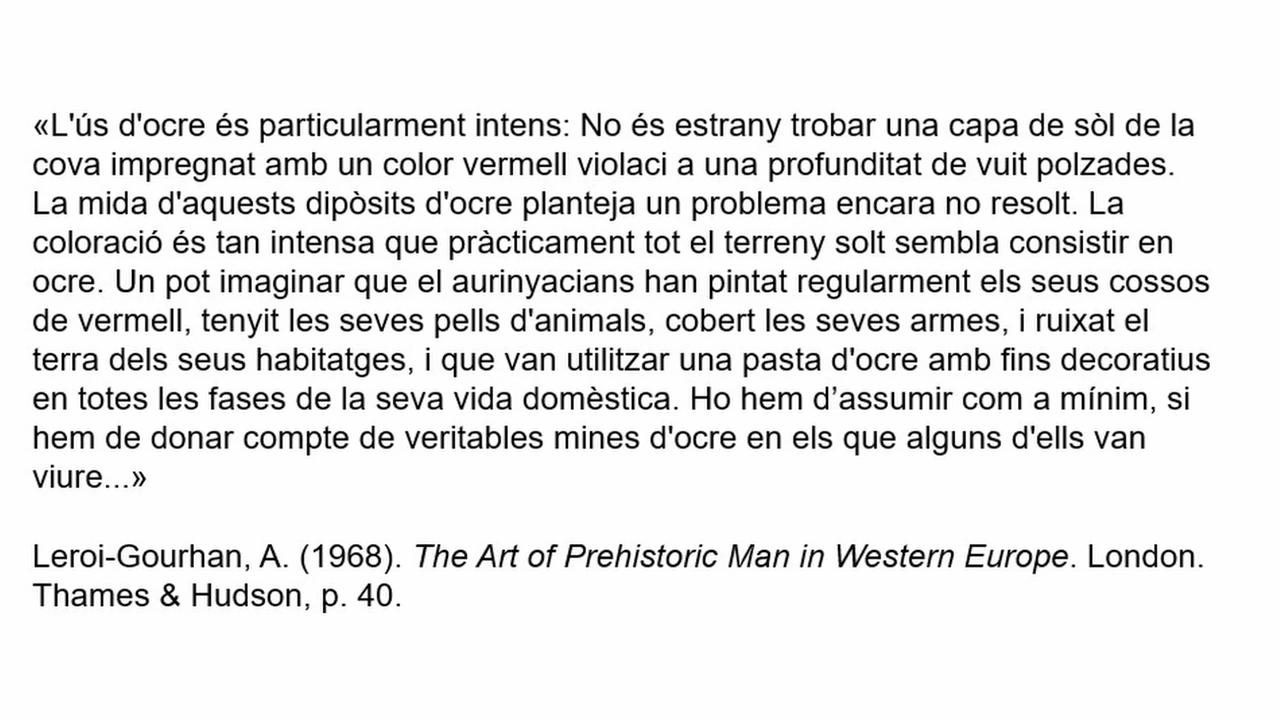 «L'ús d'ocre és particularment intens: No és estrany trobar una capa de sòl de la
cova impregnat amb un color vermell violaci a una profunditat de vuit polzades.
La mida d'aquests dipòsits d'ocre planteja un problema encara no resolt. La
coloració és tan intensa que pràcticament tot el terreny solt sembla consistir en
ocre. Un pot imaginar que el aurinyacians han pintat regularment els seus cossos
de vermell, tenyit les seves pells d'animals, cobert les seves armes, i ruixat el
terra dels seus habitatges, i que van utilitzar una pasta d'ocre amb fins decoratius
en totes les fases de la seva vida domèstica. Ho hem d’assumir com a mínim, si
hem de donar compte de veritables mines d'ocre en els que alguns d'ells van
viure...»
Leroi-Gourhan, A. (1968). The Art of Prehistoric Man in Western Europe. London.
Thames & Hudson, p. 40.